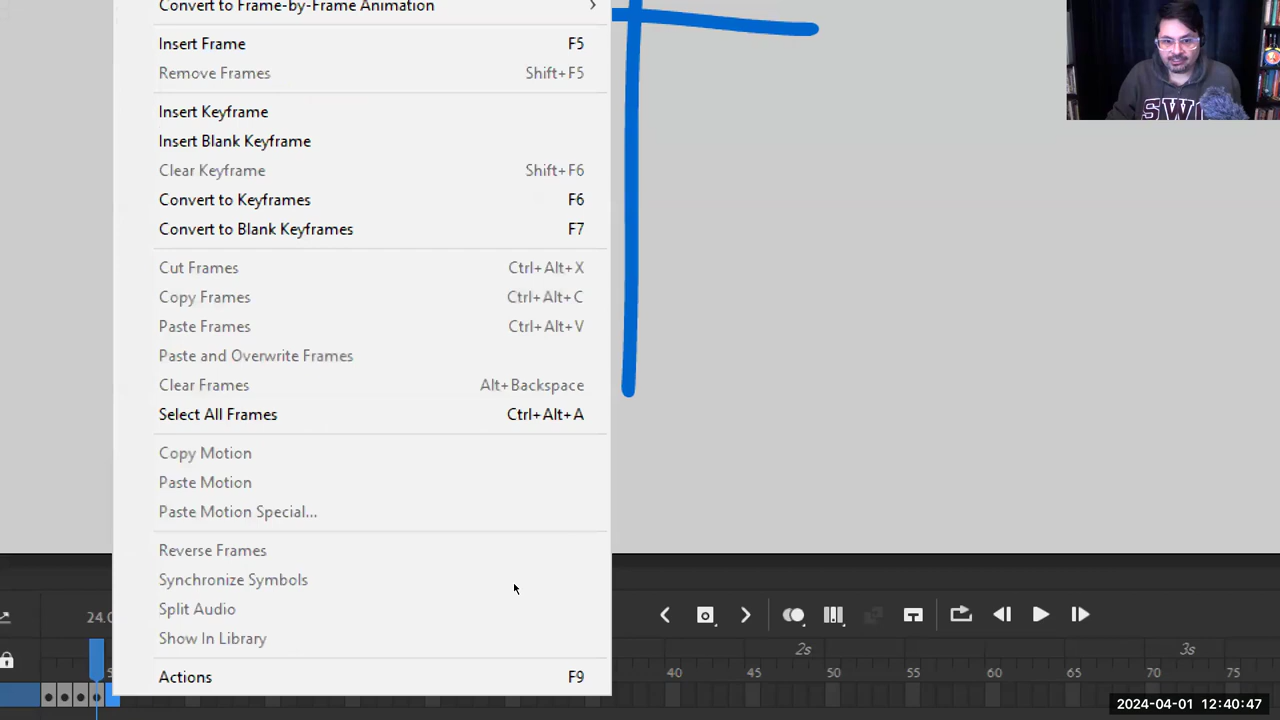 Convert to Frame-by-Frame Animation
Insert Frame F5
Remove Frames Shift+F5
Insert Keyframe
Insert Blank Keyframe
Clear Keyframe Shift+F6
Convert to Keyframes F6
Convert to Blank Keyframes F7
Cut Frames Ctrl+Alt+X
Copy Frames Ctrl+Alt+C
Paste Frames Ctrl+Alt+V
Paste and Overwrite Frames
Clear Frames Alt+Backspace
Select All Frames Ctrl+Alt+A
Copy Motion
Paste Motion
Paste Motion Special...
Reverse Frames
Synchronize Symbols
Split Audio
Show In Library
Actions F9
24.0
2s 3s
5 40 45 50 55 60 65 70 75
2024-04-01 12:40:47